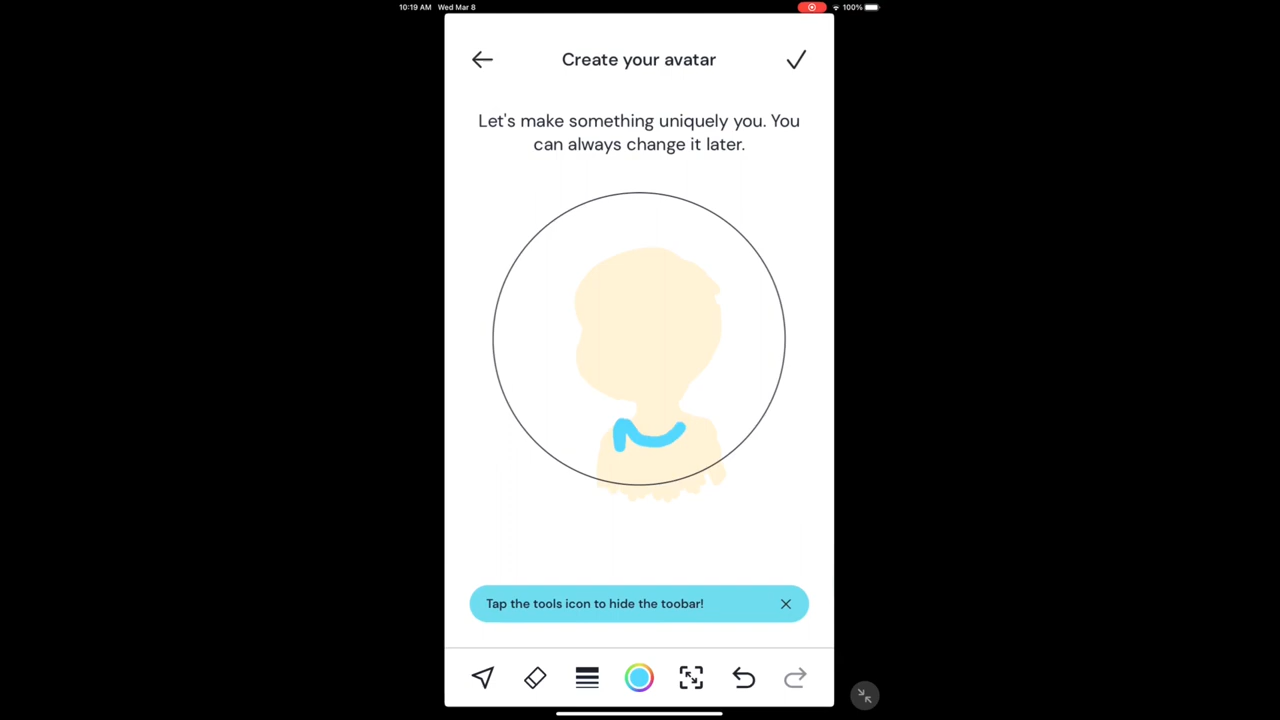 10:19 AM Wed Mar 8
100%
Create your avatar
Let's make something uniquely you. You
can always change it later.
Tap the tools icon to hide the toobar!